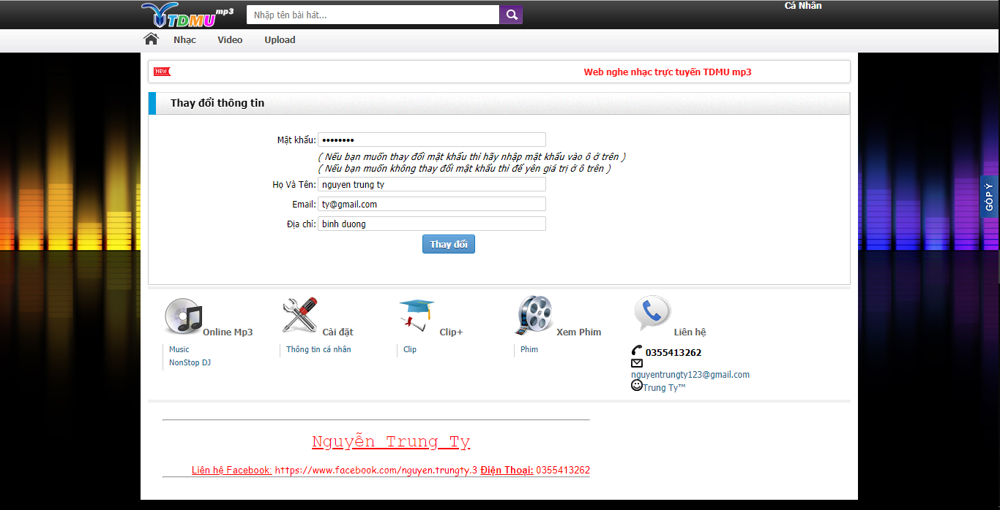 TDMU mp3
Nhập tên bài hát...
Cá Nhân
Nhạc Video Upload
NEW
Web nghe nhạc trực tuyến TDMU mp3
Thay đổi thông tin
Mật khẩu: ••••••••
( Nếu bạn muốn thay đổi mật khẩu thì hãy nhập mật khẩu vào ô ở trên )
( Nếu bạn muốn không thay đổi mật khẩu thì để yên giá trị ở ô trên )
Họ Và Tên: nguyen trung ty
Email: ty@gmail.com
Địa chỉ: binh duong
Thay đổi
GÓP Ý
Online Mp3
Music
NonStop DJ
Cài đặt
Thông tin cá nhân
Clip+
Clip
Xem Phim
Phim
Liên hệ
0355413262
nguyentrungty123@gmail.com
Trung Ty™
Nguyễn Trung Ty
Liên hệ Facebook: https://www.facebook.com/nguyen.trungty.3 Điện Thoại: 0355413262